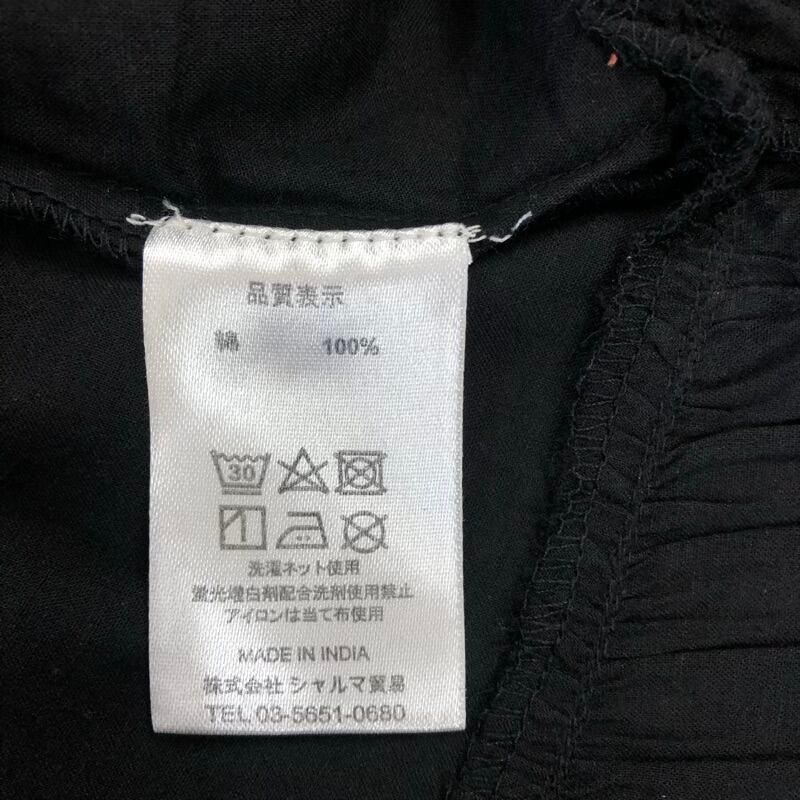 品質表示
綿 100%
30
洗濯ネット使用
蛍光増白剤配合洗剤使用禁止
アイロンは当て布使用
MADE IN INDIA
株式会社 シャルマ貿易
TEL 03-5651-0680